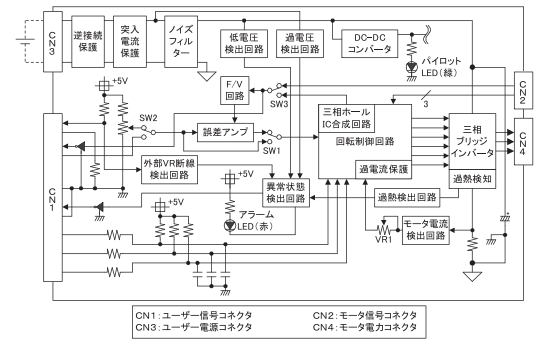 CN3
逆接続
保護
突入
電流
保護
ノイズ
フィル
ター
低電圧
検出回路
過電圧
検出回路
DC-DC
コンバータ
パイロット
LED(緑)
+5V
F/V
回路
SW3
3
CN2
SW2
誤差アンプ
SW1
三相ホール
IC合成回路
回転制御回路
過電流保護
三相
ブリッジ
インバータ
過熱検知
CN4
外部VR断線
検出回路
+5V
異常状態
検出回路
過熱検出回路
CN1
+5V
アラーム
LED(赤)
VR1
モータ電流
検出回路
CN1:ユーザー信号コネクタ
CN2:モータ信号コネクタ
CN3:ユーザー電源コネクタ
CN4:モータ電力コネクタ